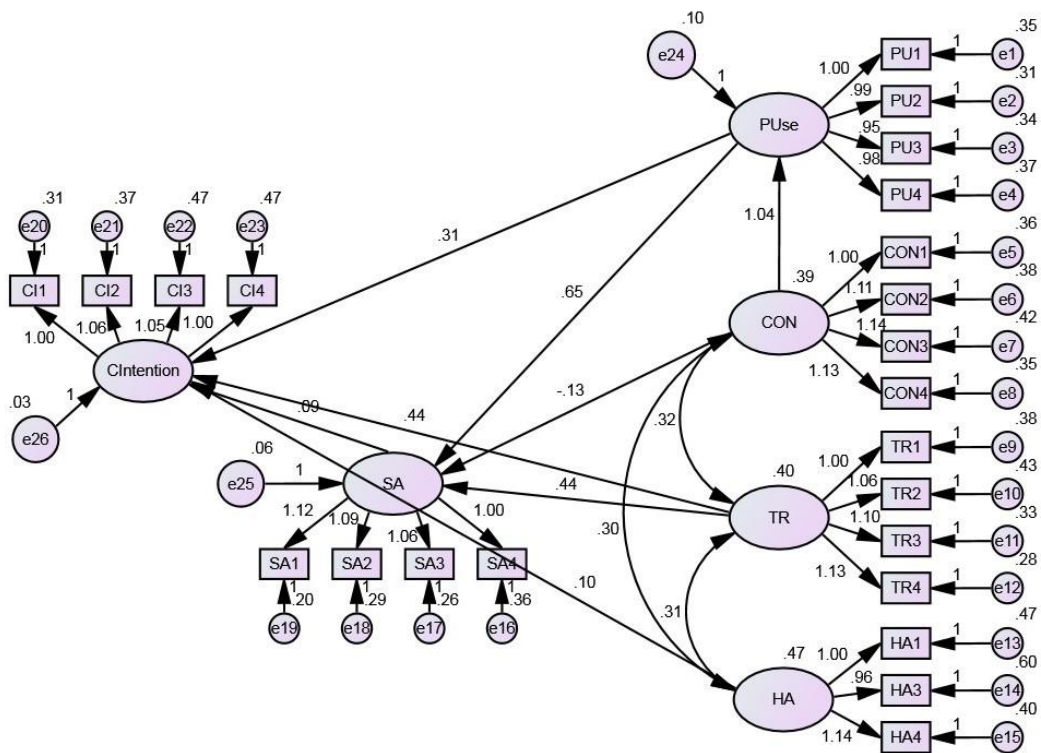 .10
e24
1
PUse
1.00
PU1
1
.35
e1
.99
PU2
1
.31
e2
.95
PU3
1
.34
e3
.98
PU4
1
.37
e4
1.04
.31
.65
.39
CON
1.00
CON1
1
.36
e5
1.11
CON2
1
.38
e6
1.14
CON3
1
.42
e7
1.13
CON4
1
.35
e8
.31
e20
1
CI1
1.00
.37
e21
1
CI2
1.06
.47
e22
1
CI3
1.05
.47
e23
1
CI4
1.00
CIntention
.03
e26
1
.09
.44
-.13
.32
.06
e25
1
SA
.44
.40
TR
1.00
TR1
1
.38
e9
1.06
TR2
1
.43
e10
1.10
TR3
1
.33
e11
1.13
TR4
1
.28
e12
1.12
SA1
1
.20
e19
1.09
SA2
1
.29
e18
1.06
SA3
1
.26
e17
1.00
SA4
1
.36
e16
.30
.31
.10
.47
HA
1.00
HA1
1
.47
e13
.96
HA3
1
.60
e14
1.14
HA4
1
.40
e15